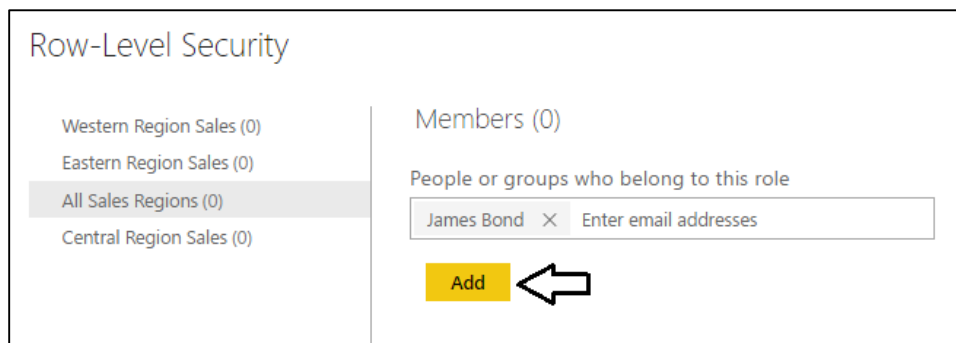 Row-Level Security
Western Region Sales (0)
Eastern Region Sales (0)
All Sales Regions (0)
Central Region Sales (0)
Members (0)
People or groups who belong to this role
James Bond × Enter email addresses
Add